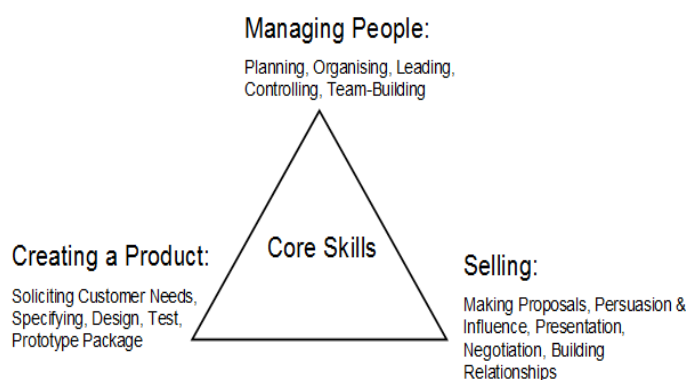 Managing People:
Planning, Organising, Leading,
Controlling, Team-Building
Core Skills
Creating a Product:
Soliciting Customer Needs,
Specifying, Design, Test,
Prototype Package
Selling:
Making Proposals, Persuasion &
Influence, Presentation,
Negotiation, Building
Relationships